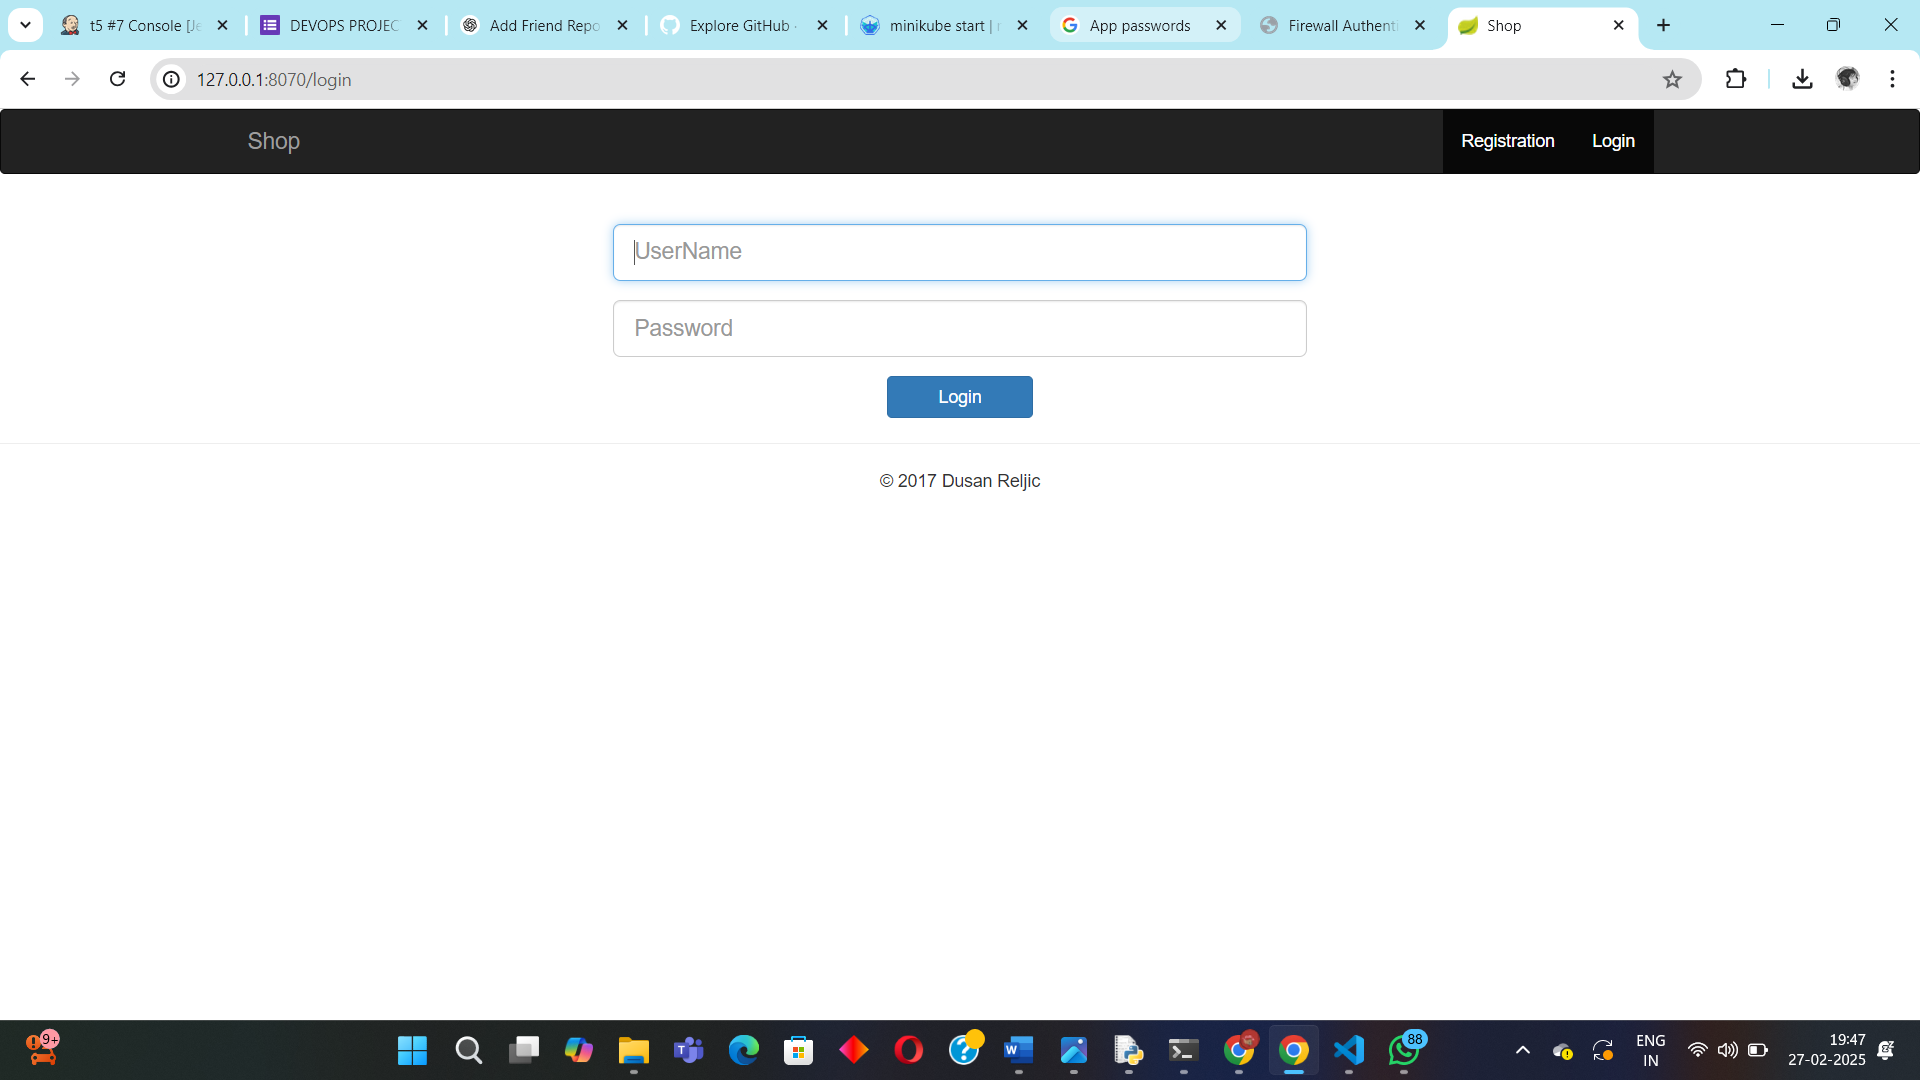 t5 #7 Console [Je
DEVOPS PROJEC
Add Friend Repo
Explore GitHub ·
minikube start |
App passwords
Firewall Authenti
Shop
127.0.0.1:8070/login
Shop
Registration
Login
UserName
Password
Login
© 2017 Dusan Reljic
9+
88
ENG
IN
19:47
27-02-2025